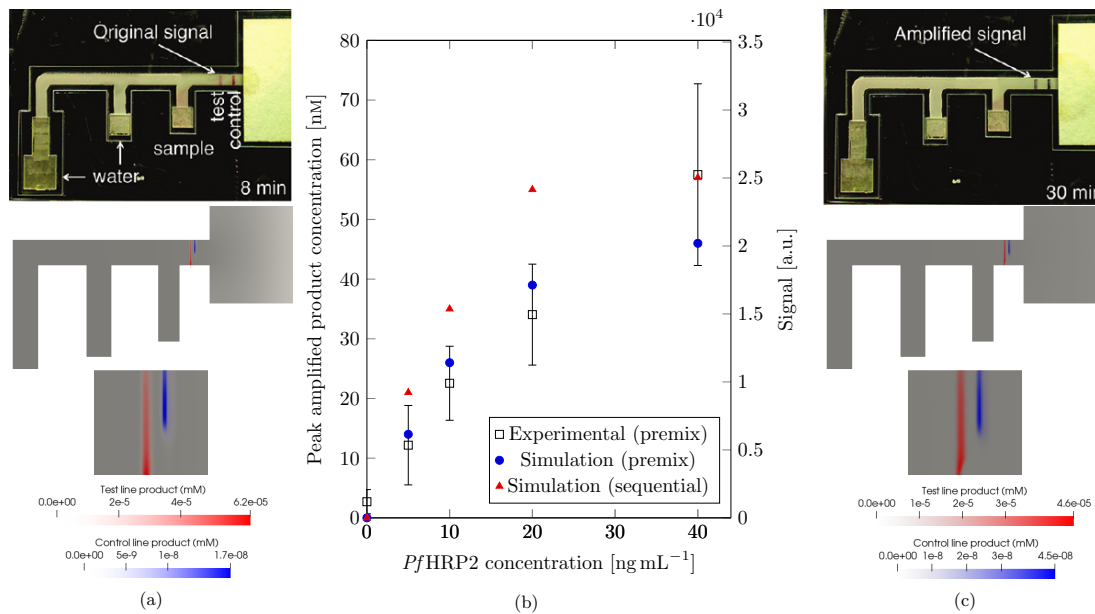 Original signal
test
control
sample
water
8 min
Test line product (mM)
0.0e+00 2e-5 4e-5 6.2e-05
Control line product (mM)
0.0e+00 5e-9 1e-8 1.7e-08
(a)
·10⁴
Peak amplified product concentration [nM]
80
70
60
50
40
30
20
10
0
3.5
3
2.5
2
1.5
1
0.5
0
Signal [a.u.]
Experimental (premix)
Simulation (premix)
Simulation (sequential)
0 10 20 30 40
PfHRP2 concentration [ng mL⁻¹]
(b)
Amplified signal
30 min
Test line product (mM)
0.0e+00 1e-5 2e-5 3e-5 4.6e-05
Control line product (mM)
0.0e+00 1e-8 2e-8 3e-8 4.5e-08
(c)